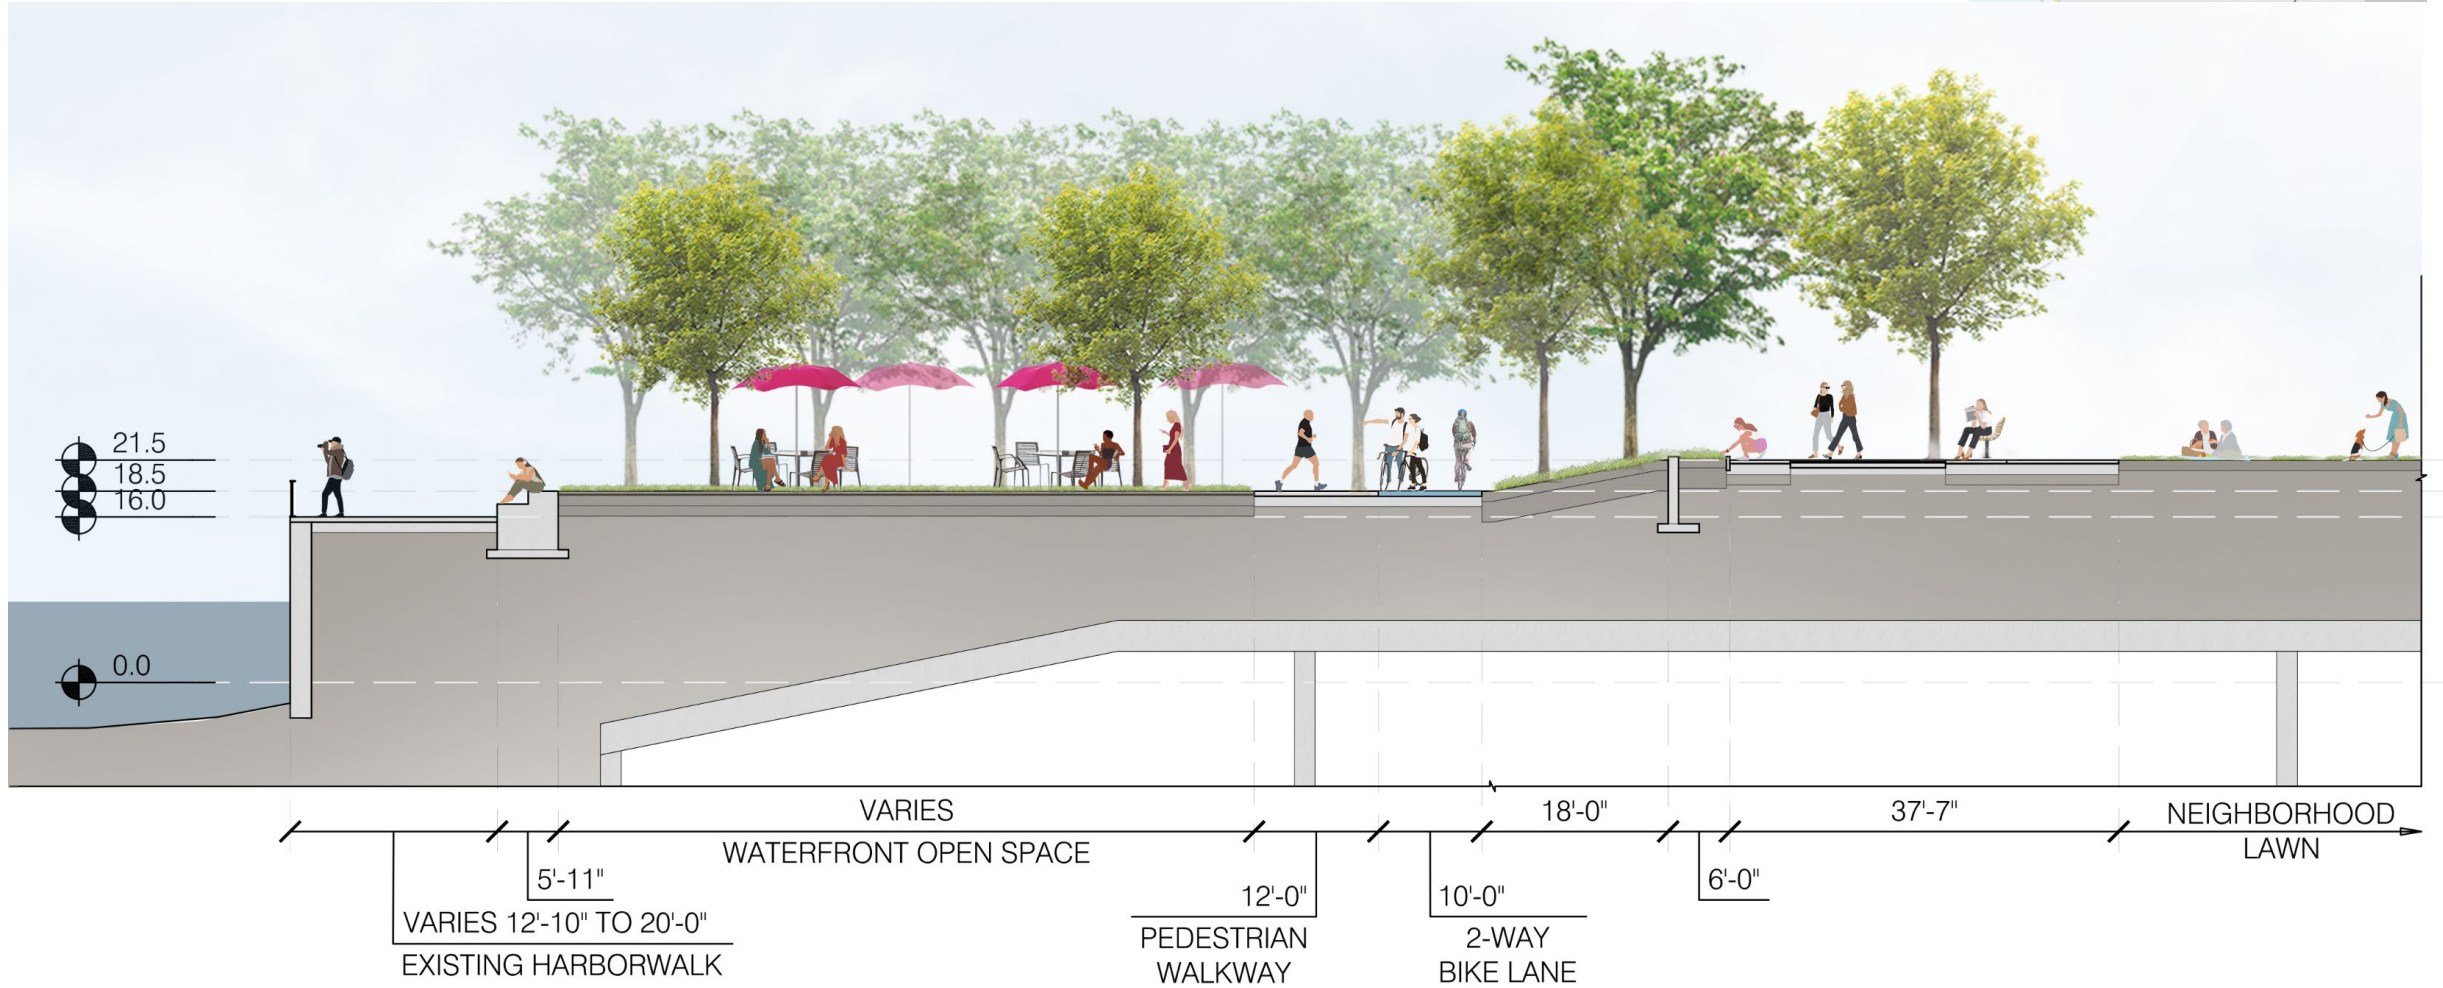 21.5
18.5
16.0
0.0
VARIES
WATERFRONT OPEN SPACE
18'-0"
37'-7"
NEIGHBORHOOD
LAWN
5'-11"
VARIES 12'-10" TO 20'-0"
EXISTING HARBORWALK
12'-0"
PEDESTRIAN
WALKWAY
10'-0"
2-WAY
BIKE LANE
6'-0"